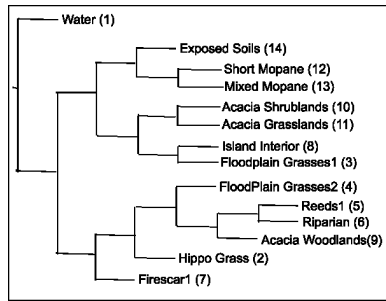 Water (1)
Exposed Soils (14)
Short Mopane (12)
Mixed Mopane (13)
Acacia Shrublands (10)
Acacia Grasslands (11)
Island Interior (8)
Floodplain Grasses1 (3)
FloodPlain Grasses2 (4)
Reeds1 (5)
Riparian (6)
Acacia Woodlands(9)
Hippo Grass (2)
Firescar1 (7)